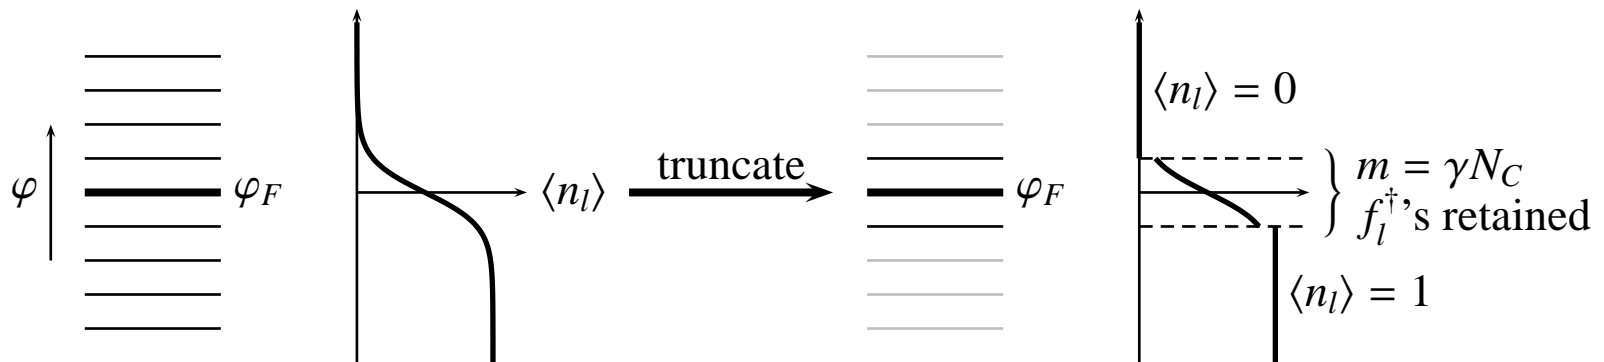 φ
φ_F
⟨n_l⟩
truncate
φ_F
⟨n_l⟩ = 0
m = γN_C
f_l^†'s retained
⟨n_l⟩ = 1